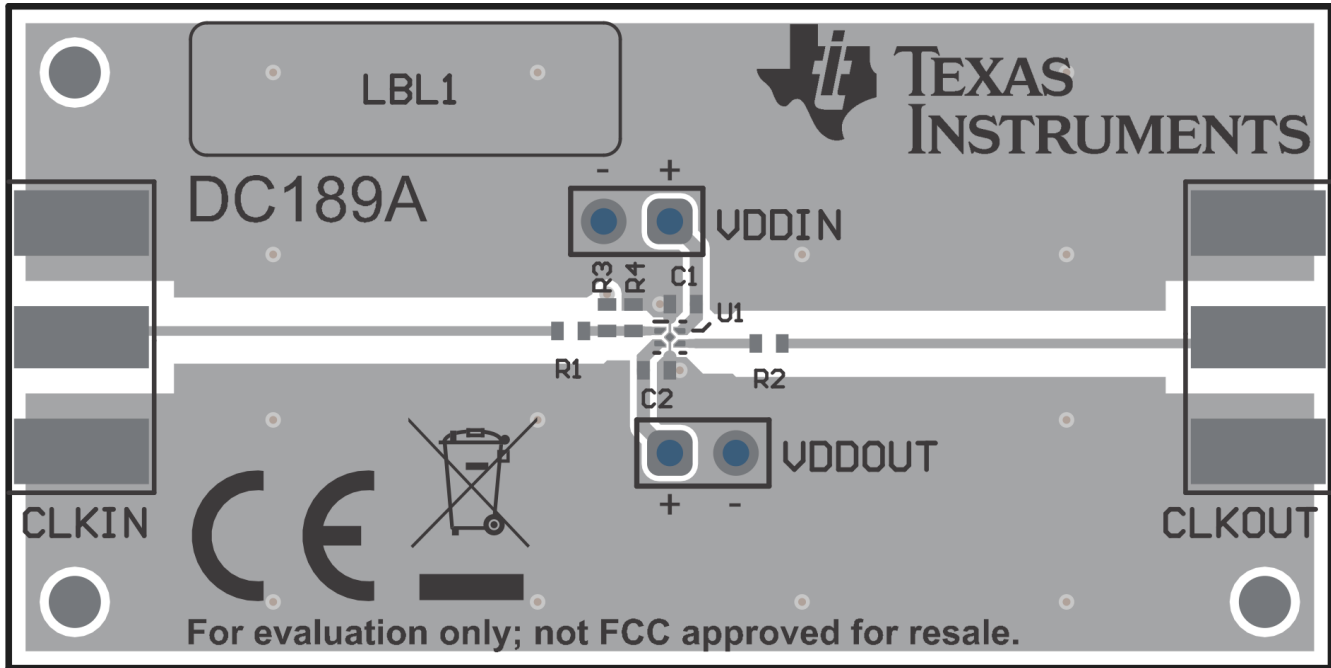 LBL1
TEXAS
INSTRUMENTS
DC189A
- +
VDDIN
R3 R4 C1
U1
R1
R2
C2
VDDOUT
+ -
CLKIN
CLKOUT
CE
For evaluation only; not FCC approved for resale.